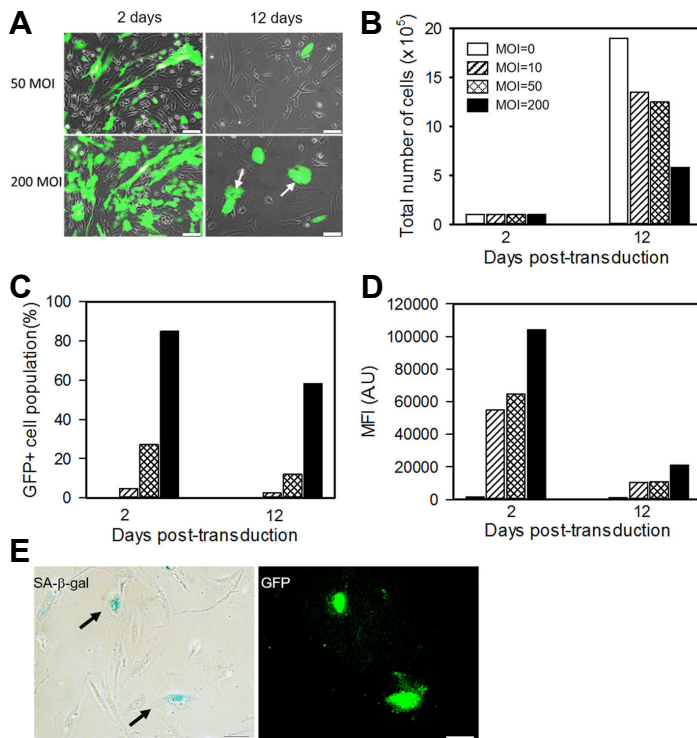 A
2 days
12 days
50 MOI
200 MOI
B
Total number of cells (x 10⁵)
20
15
10
5
0
MOI=0
MOI=10
MOI=50
MOI=200
2
12
Days post-transduction
C
GFP+ cell population(%)
100
80
60
40
20
0
2
12
Days post-transduction
D
MFI (A.U)
120000
100000
80000
60000
40000
20000
0
2
12
Days post-transduction
E
SA-β-gal
GFP